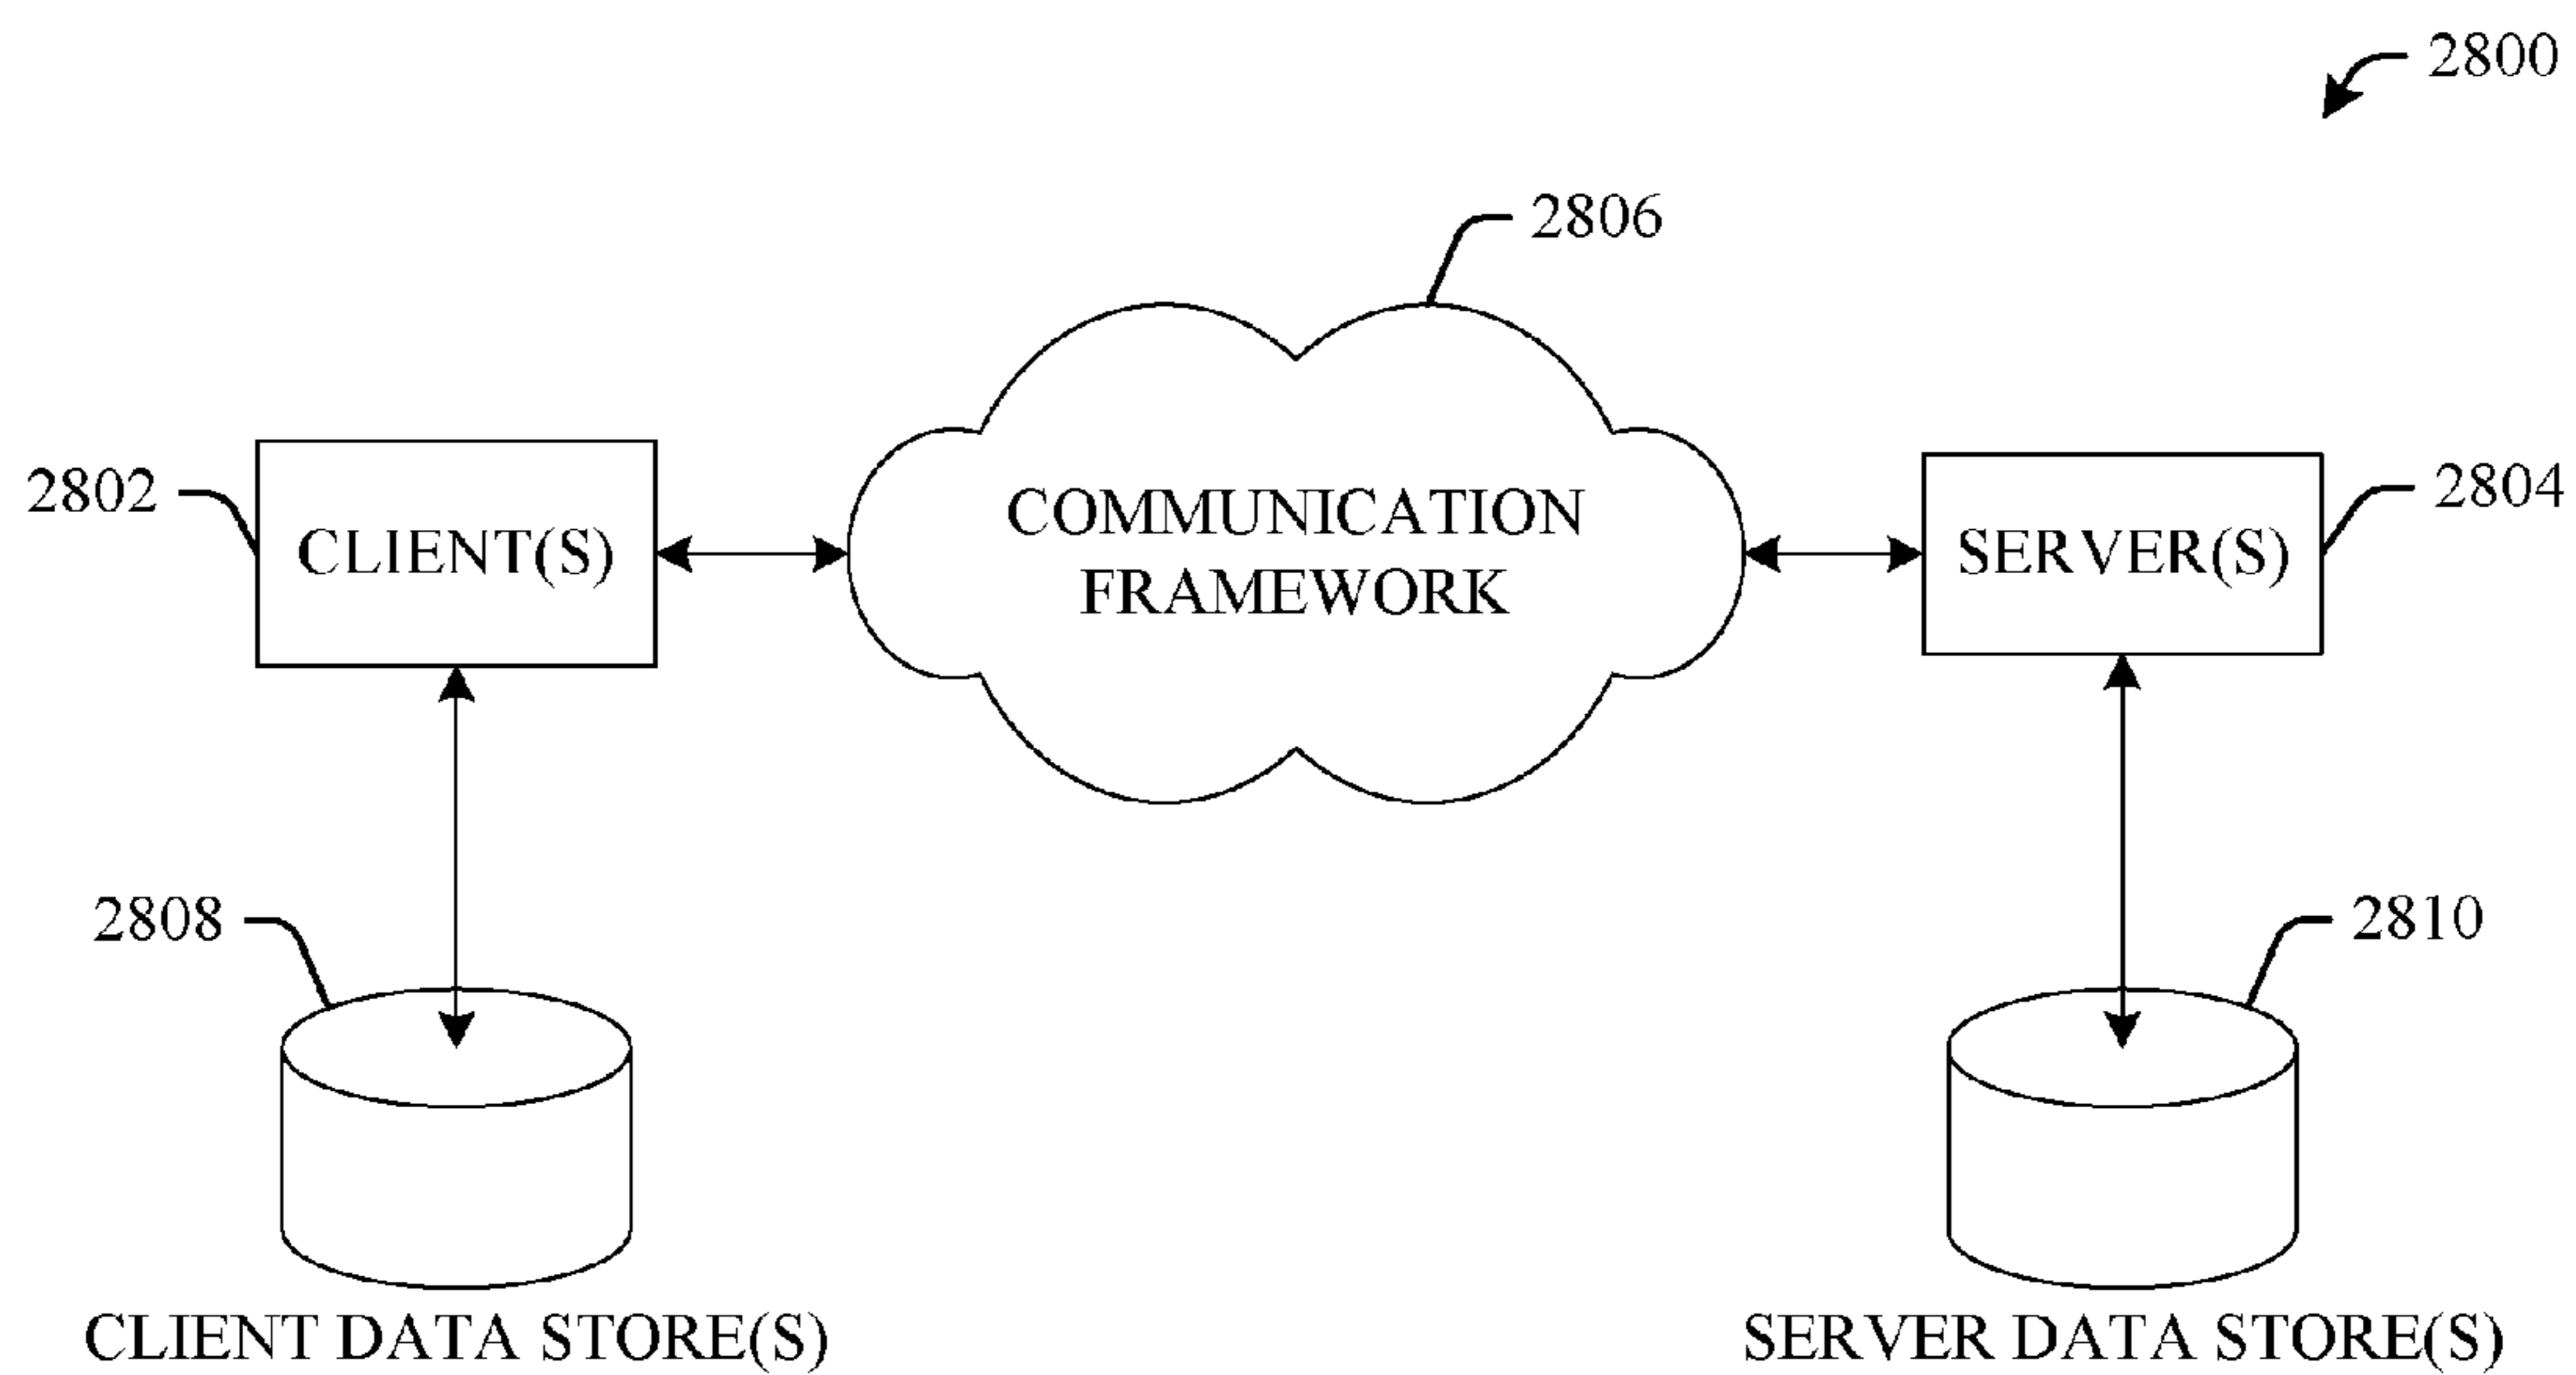 2800
2806
2802
CLIENT(S)
COMMUNICATION
FRAMEWORK
SERVER(S)
2804
2808
2810
CLIENT DATA STORE(S)
SERVER DATA STORE(S)